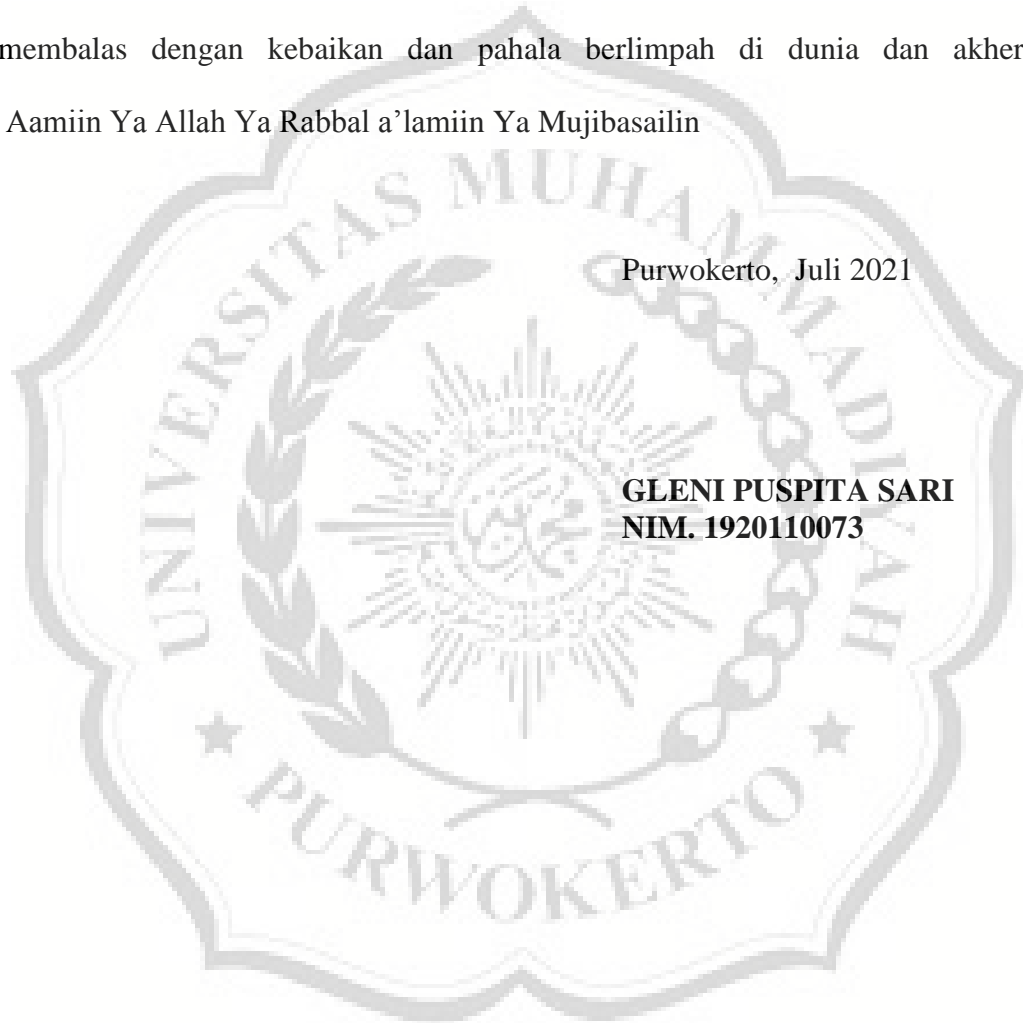 membalas dengan kebaikan dan pahala berlimpah di dunia dan akher
Aamiin Ya Allah Ya Rabbal a’lamiin Ya Mujibasailin
UNIVERSITAS MUHAMMADIYAH
Purwokerto, Juli 2021
GLENI PUSPITA SARI
NIM. 1920110073
PURWOKERTO